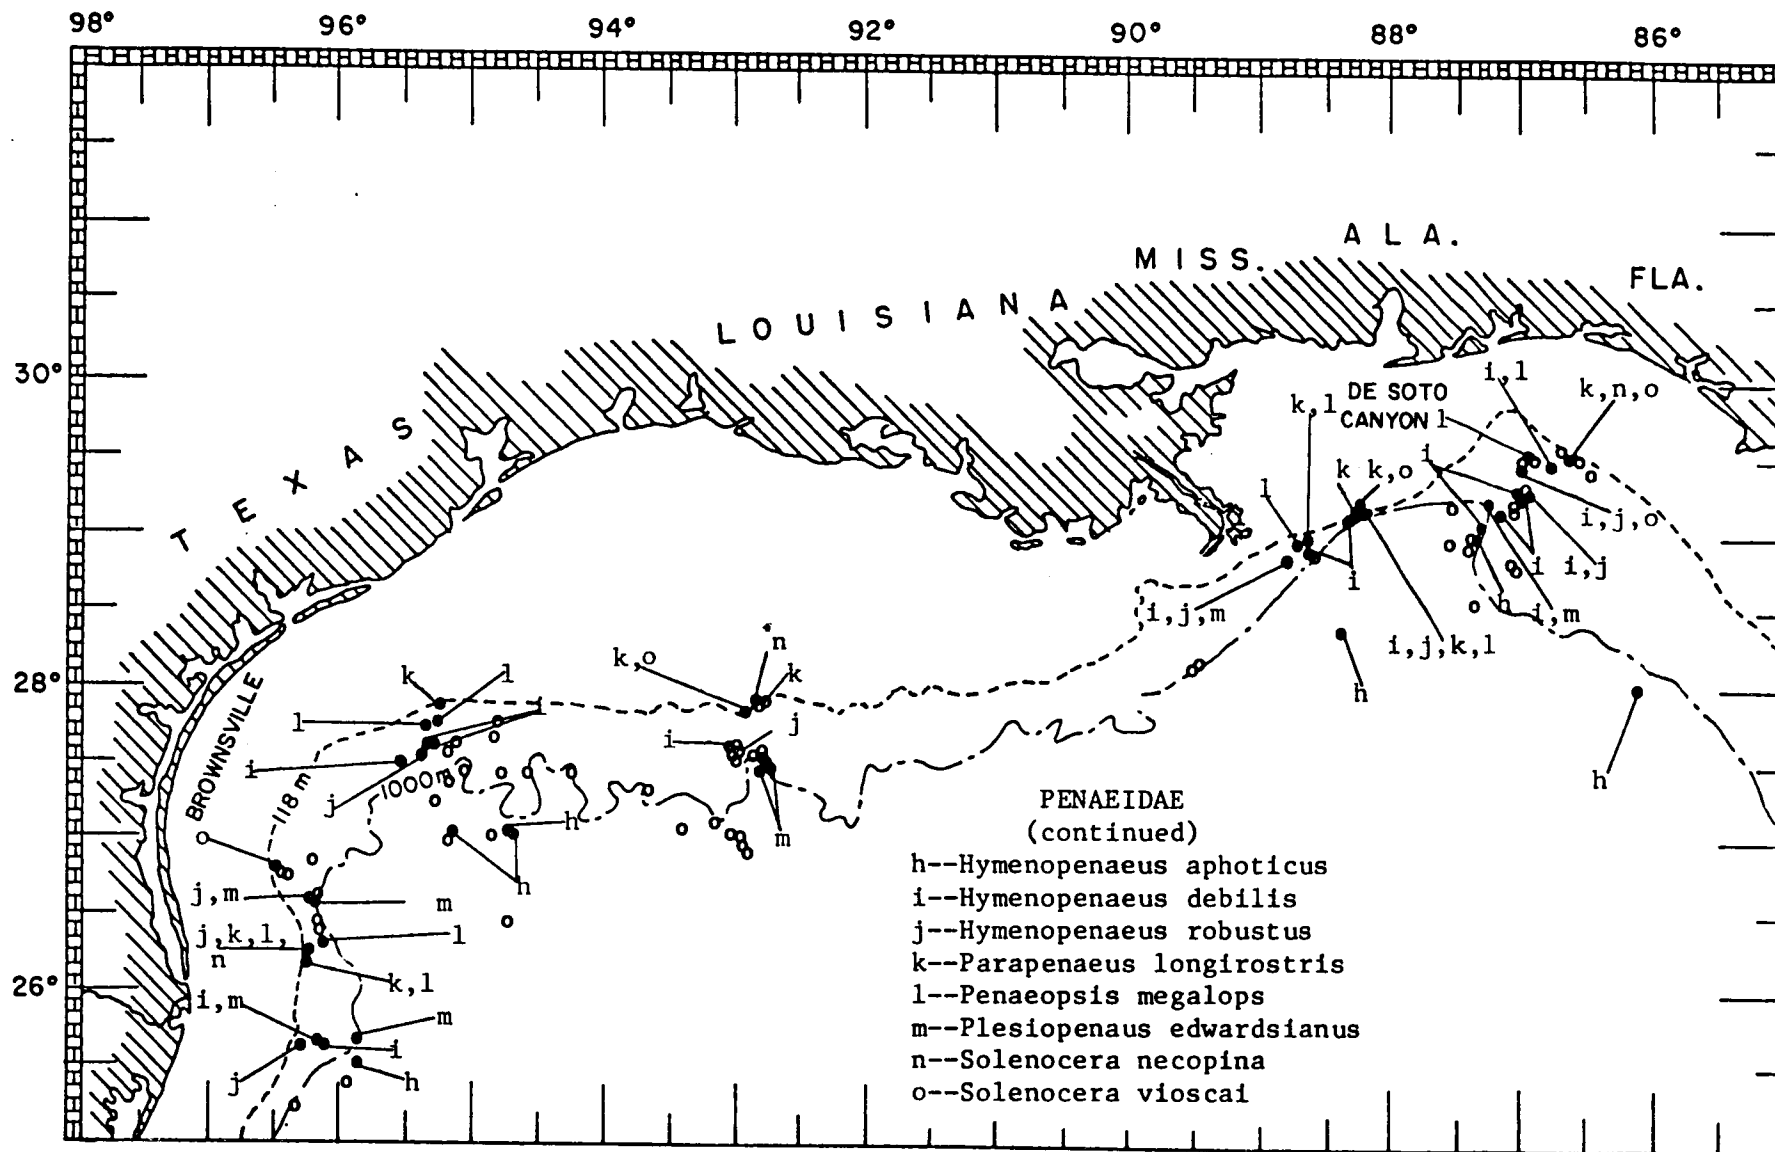 98° 96° 94° 92° 90° 88° 86°
ALA.
MISS.
FLA.
LOUISIANA
30°
i,l
DE SOTO
CANYON
l
k,n,o
k,l
TEXAS
i
k k,o
l
i,j,o
i
i i,j
i,j,m
h
i,m
n
k,o
k
i,j,k,l
28°
k
l
h
BROWNSVILLE
l
j
i
i
h
j
1000m
118 m
PENAEIDAE
(continued)
o
h
m
h--Hymenopenaeus aphoticus
h
j,m
m
i--Hymenopenaeus debilis
j,k,l,
n
l
j--Hymenopenaeus robustus
k--Parapenaeus longirostris
26°
k,l
i,m
l--Penaeopsis megalops
m
m--Plesiopenaus edwardsianus
i
n--Solenocera necopina
j
h
o--Solenocera vioscai